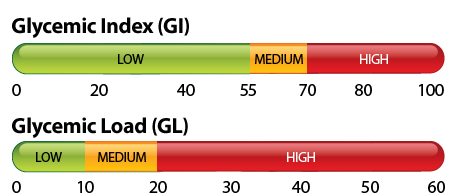 Glycemic Index (GI)
LOW MEDIUM HIGH
0 20 40 55 70 80 100
Glycemic Load (GL)
LOW MEDIUM HIGH
0 10 20 30 40 50 60